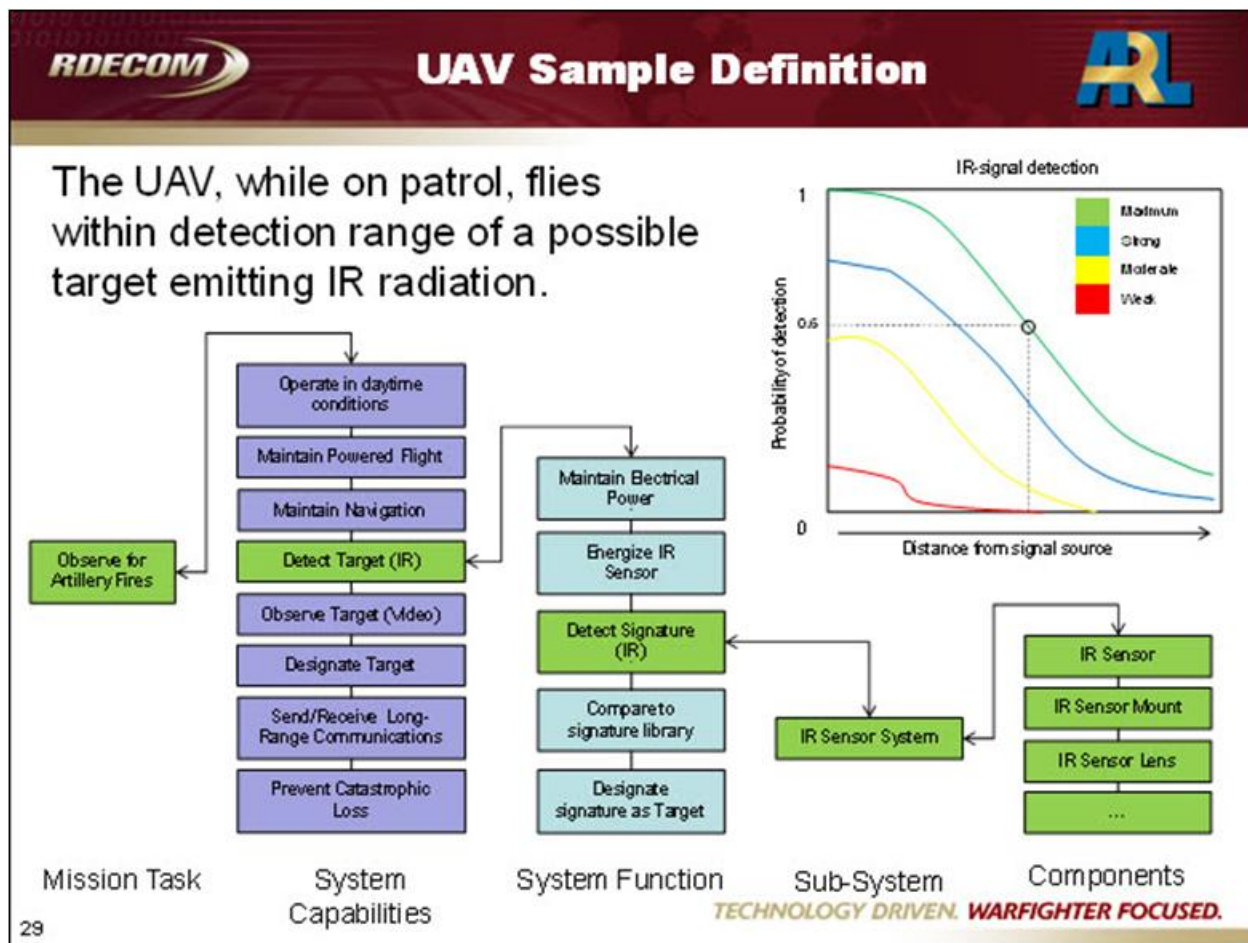 RDECOM
UAV Sample Definition
ARL
The UAV, while on patrol, flies
within detection range of a possible
target emitting IR radiation.
IR-signal detection
1
Maximum
Strong
Moderate
Weak
Probability of detection
0
Distance from signal source
Observe for
Artillery Fires
Operate in daytime
conditions
Maintain Powered Flight
Maintain Navigation
Detect Target (IR)
Observe Target (Video)
Designate Target
Send/Receive Long-
Range Communications
Prevent Catastrophic
Loss
Maintain Electrical
Power
Energize IR
Sensor
Detect Signature
(IR)
Compare to
signature library
Designate
signature as Target
IR Sensor System
IR Sensor
IR Sensor Mount
IR Sensor Lens
...
Mission Task
System
Capabilities
System Function
Sub-System
Components
TECHNOLOGY DRIVEN. WARFIGHTER FOCUSED.
29